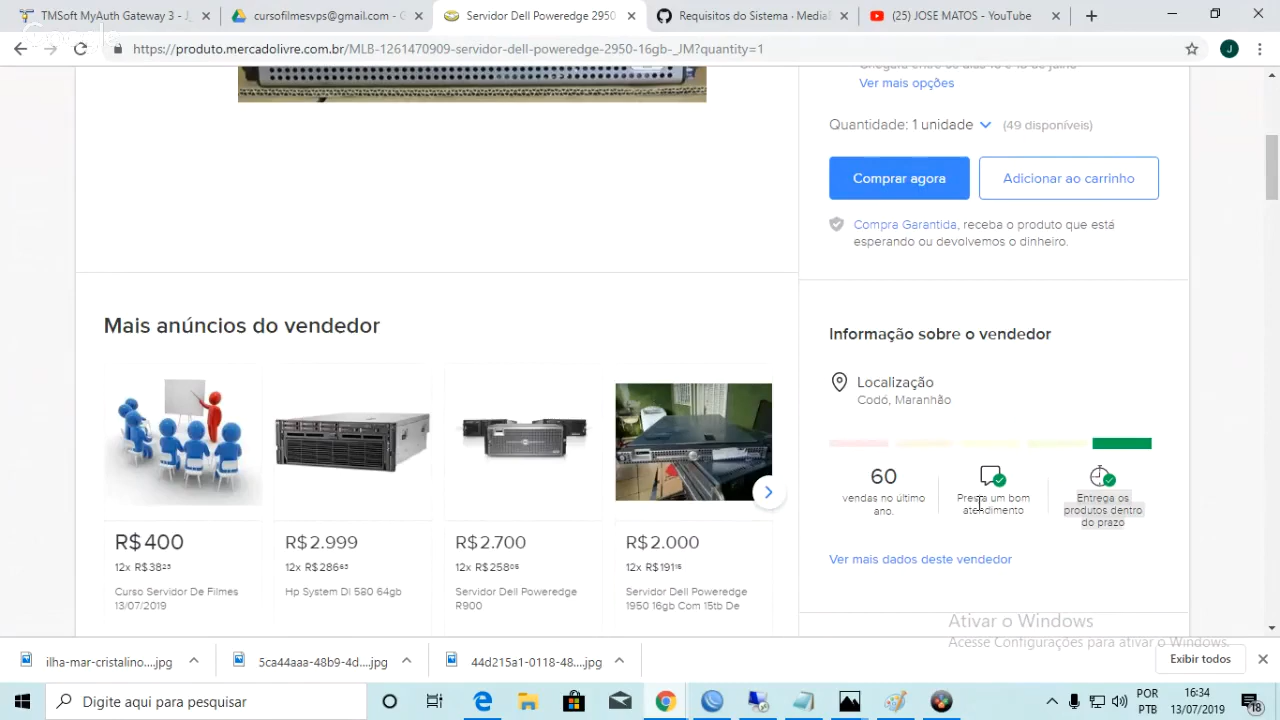 TMSoft MyAuth Gateway S
cursofilmeservidor@gmail.com - G
Servidor Dell Poweredge 2950
Requisitos do Sistema · Media
(25) JOSE MATOS - YouTube
https://produto.mercadolivre.com.br/MLB-1261470909-servidor-dell-poweredge-2950-16gb-_JM?quantity=1
J
Ver mais opções
Quantidade: 1 unidade (49 disponíveis)
Comprar agora
Adicionar ao carrinho
Compra Garantida, receba o produto que está
esperando ou devolvemos o dinheiro.
Mais anúncios do vendedor
Informação sobre o vendedor
Localização
Codó, Maranhão
60
vendas no último
ano.
Presta um bom
atendimento
Entrega os
produtos dentro
do prazo
Ver mais dados deste vendedor
R$400
12x R$38
Curso Servidor De Filmes
13/07/2019
R$2.999
12x R$286
Hp System Dl 580 64gb
R$2.700
12x R$258
Servidor Dell Poweredge
R900
R$2.000
12x R$191
Servidor Dell Poweredge
1950 16gb Com 15tb De
Ativar o Windows
Acesse Configurações para ativar o Windows.
ilha-mar-cristalino....jpg
5ca44aaa-48b9-4d....jpg
44d215a1-0118-48....jpg
Exibir todos
Digite aqui para pesquisar
POR
PTB
16:34
13/07/2019
18